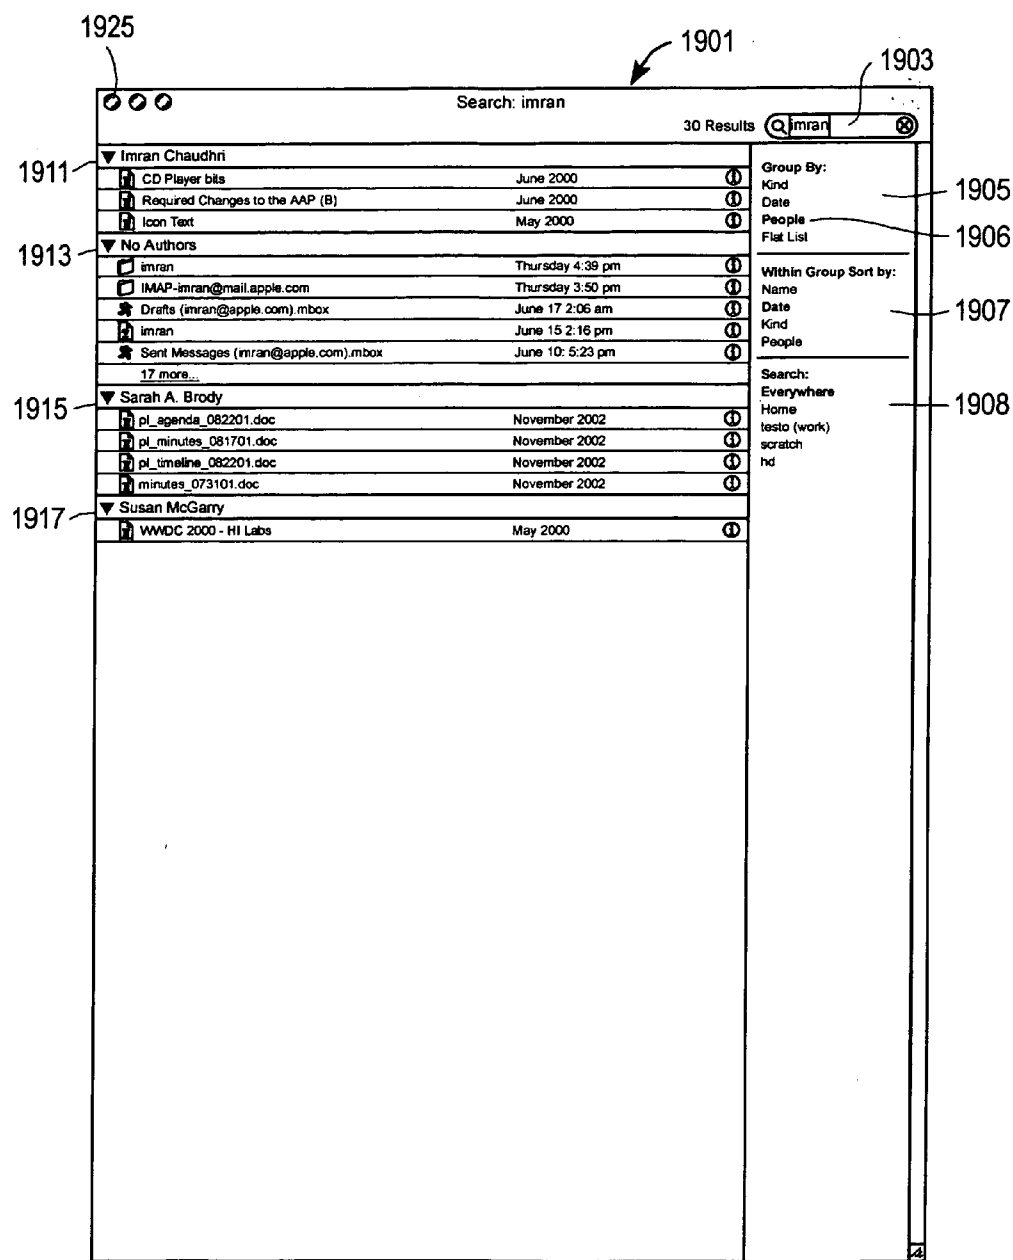 1925
1901
1903
Search: imran
30 Results
imran
1911
Imran Chaudhri
CD Player bits June 2000
Required Changes to the AAP (B) June 2000
Icon Text May 2000
1913
No Authors
imran Thursday 4:39 pm
IMAP-imran@mail.apple.com Thursday 3:50 pm
Drafts (imran@apple.com).mbox June 17 2:06 am
imran June 15 2:16 pm
Sent Messages (imran@apple.com).mbox June 10: 5:23 pm
17 more...
1915
Sarah A. Brody
pl_agenda_082201.doc November 2002
pl_minutes_081701.doc November 2002
pl_timeline_082201.doc November 2002
minutes_073101.doc November 2002
1917
Susan McGarry
WWDC 2000 - HI Labs May 2000
Group By:
Kind
Date
People
Flat List
1905
1906
Within Group Sort by:
Name
Date
Kind
People
1907
Search:
Everywhere
Home
testo (work)
scratch
hd
1908